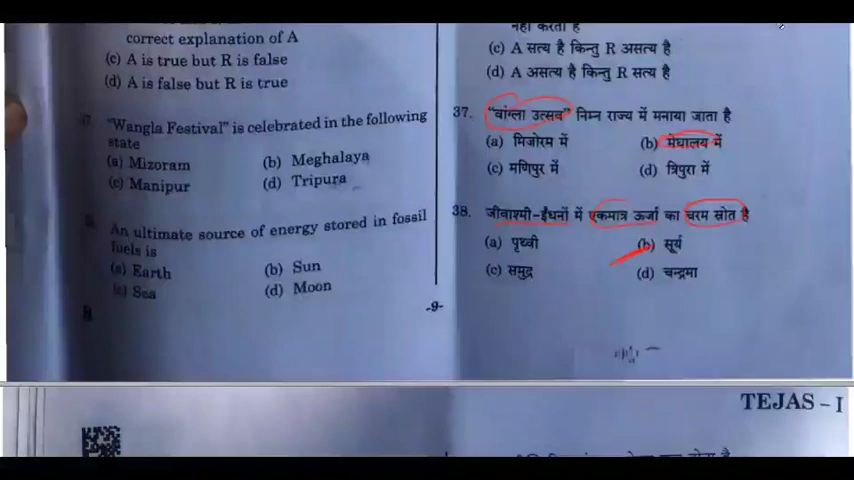 correct explanation of A
(c) A is true but R is false
(d) A is false but R is true
"Wangla Festival" is celebrated in the following
state
(a) Mizoram (b) Meghalaya
(c) Manipur (d) Tripura
An ultimate source of energy stored in fossil
fuels is
(a) Earth (b) Sun
(c) Sea (d) Moon
-9-
नहीं करता है
(c) A सत्य है किन्तु R असत्य है
(d) A असत्य है किन्तु R सत्य है
37. "वांग्ला उत्सव" निम्न राज्य में मनाया जाता है
(a) मिजोरम में (b) मेघालय में
(c) मणिपुर में (d) त्रिपुरा में
38. जीवाश्मी-ईंधनों में एकमात्र ऊर्जा का चरम स्रोत है
(a) पृथ्वी (b) सूर्य
(c) समुद्र (d) चन्द्रमा
TEJAS - I